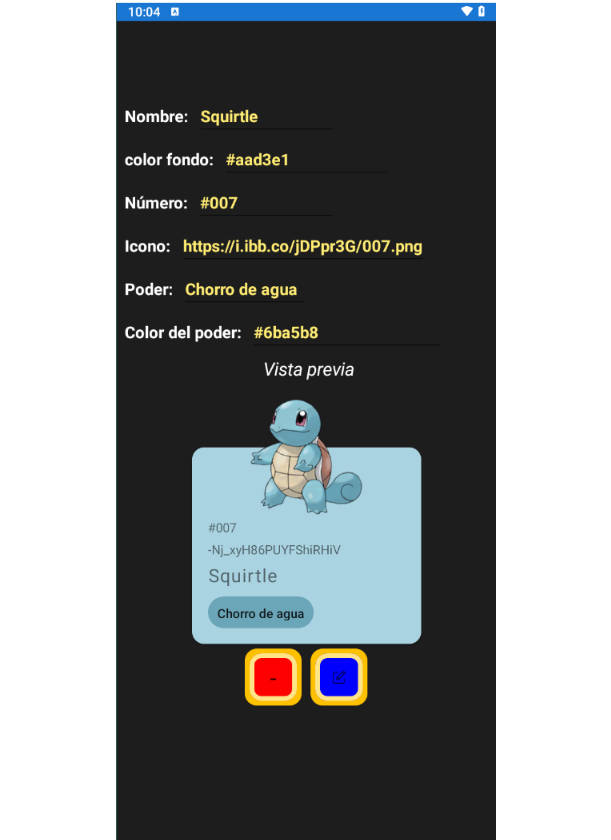 10:04
Nombre: Squirtle
color fondo: #aad3e1
Número: #007
Icono: https://i.ibb.co/jDPpr3G/007.png
Poder: Chorro de agua
Color del poder: #6ba5b8
Vista previa
#007
-Nj_xyH86PUYFShiRHiV
Squirtle
Chorro de agua
-